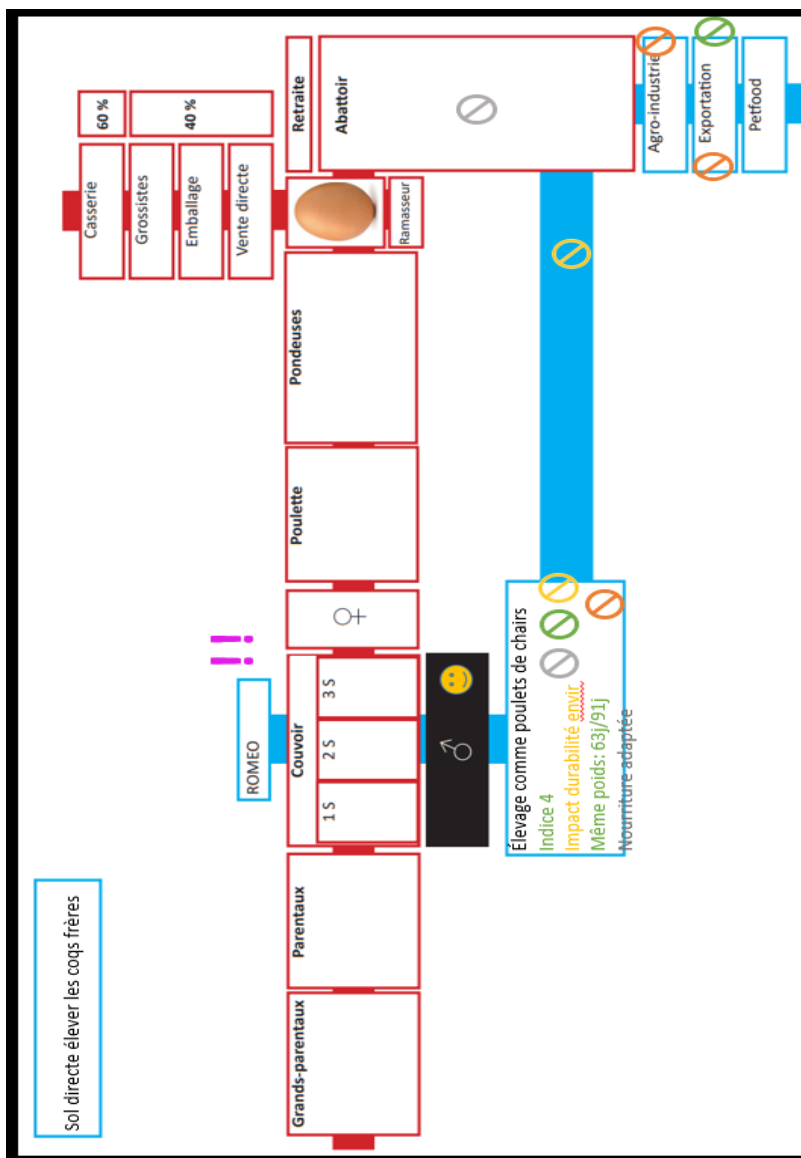 Sol directe élever les coqs frères
60 %
40 %
Casserie
Grossistes
Emballage
Vente directe
ROMEO
!!
Grands-parentaux
Parentaux
Couvoir
1 S
2 S
3 S
♀
Poulette
Pondeuses
Ramasseur
Retraite
Abattoir
♂
Élevage comme poulets de chairs
Indice 4
Impact durabilité envir
Même poids: 63j/91j
Nourriture adaptée
Agro-industrie
Exportation
Petfood